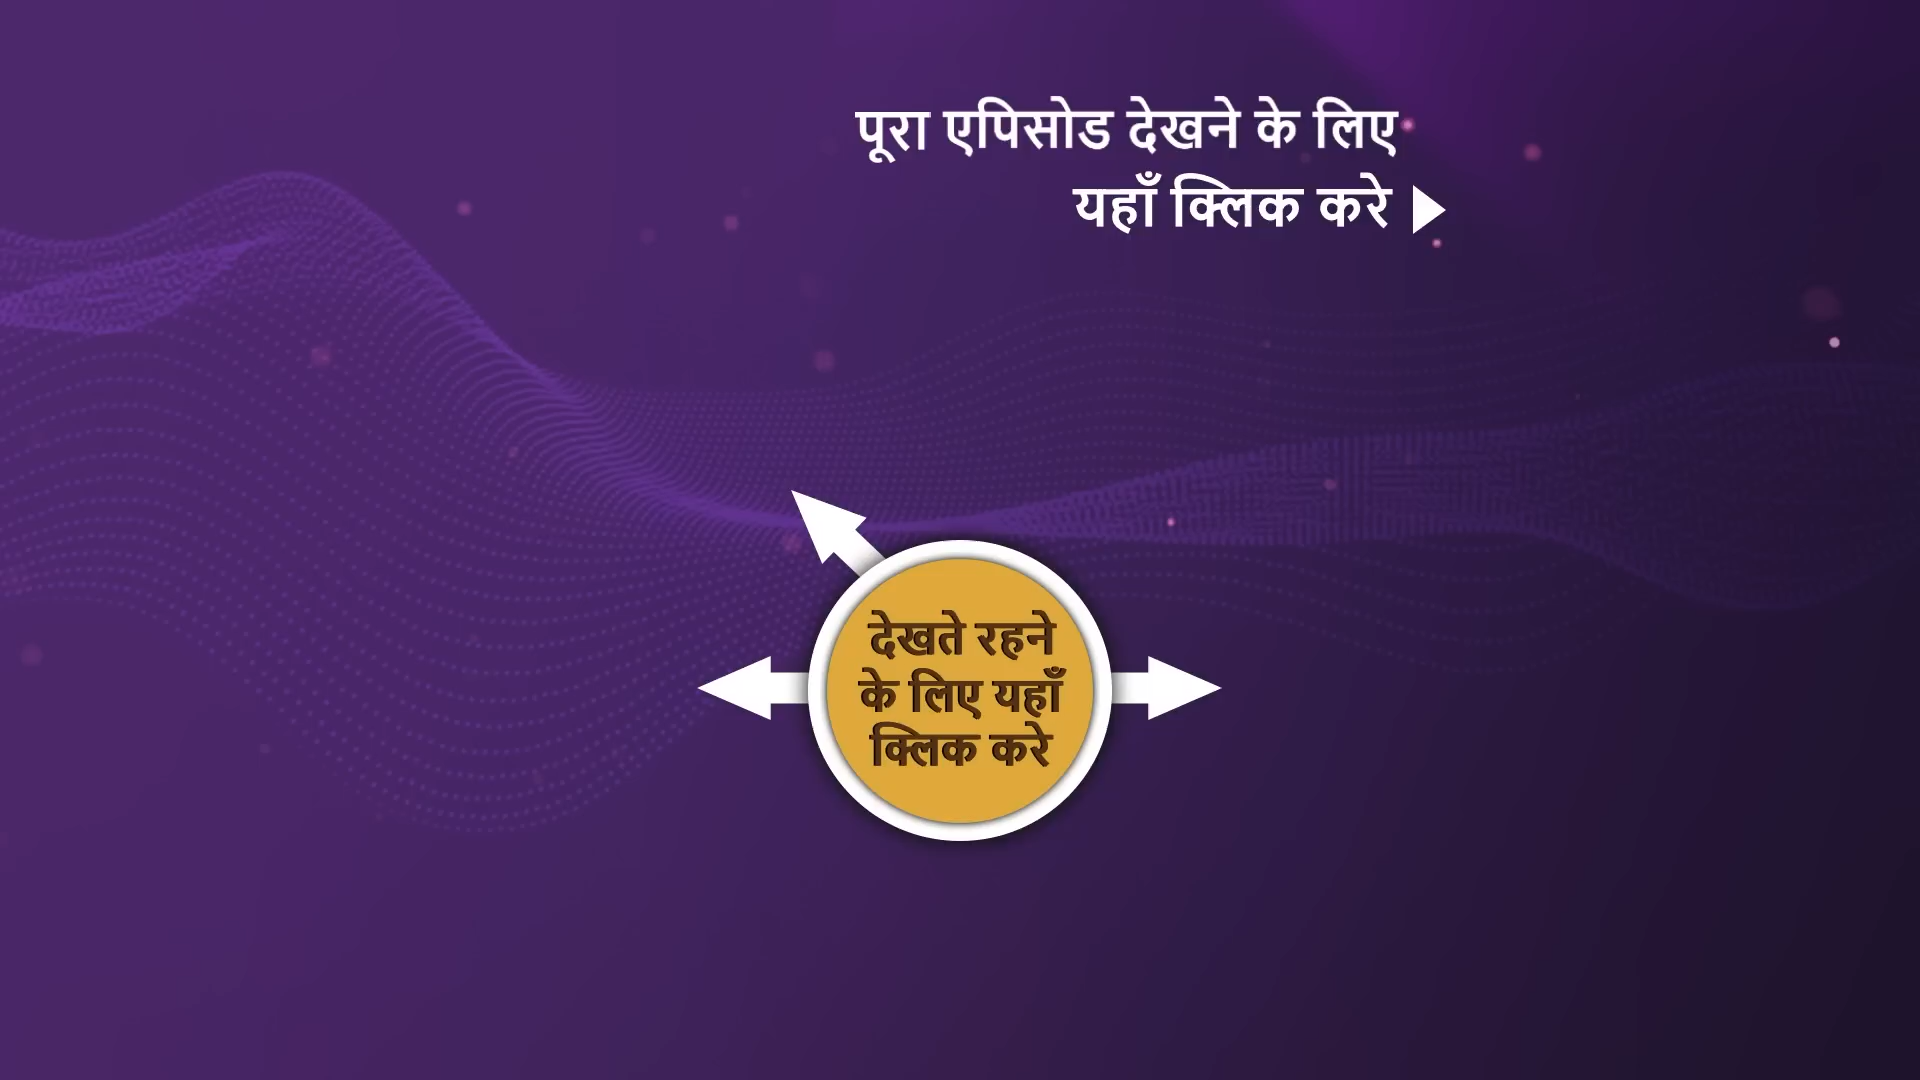 पूरा एपिसोड देखने के लिए
यहाँ क्लिक करे
देखते रहने
के लिए यहाँ
क्लिक करे